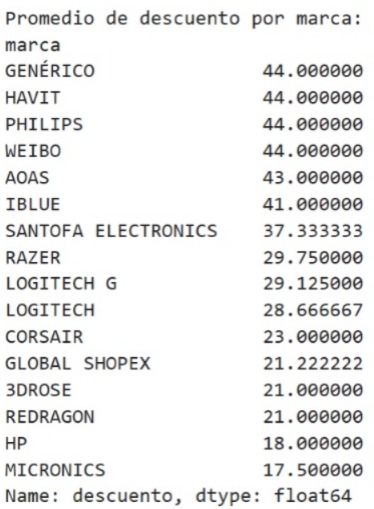 Promedio de descuento por marca:
marca
GENÉRICO 44.000000
HAVIT 44.000000
PHILIPS 44.000000
WEIBO 44.000000
AOAS 43.000000
IBLUE 41.000000
SANTOFA ELECTRONICS 37.333333
RAZER 29.750000
LOGITECH G 29.125000
LOGITECH 28.666667
CORSAIR 23.000000
GLOBAL SHOPEX 21.222222
3DROSE 21.000000
REDRAGON 21.000000
HP 18.000000
MICRONICS 17.500000
Name: descuento, dtype: float64